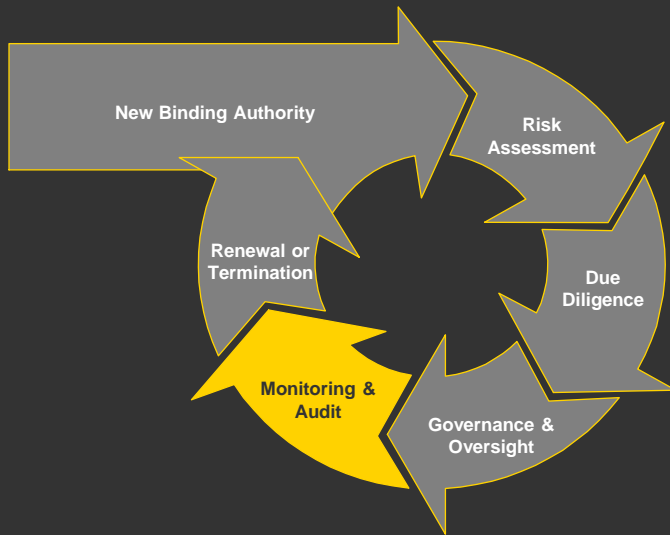 New Binding Authority
Risk
Assessment
Due
Diligence
Governance &
Oversight
Monitoring &
Audit
Renewal or
Termination